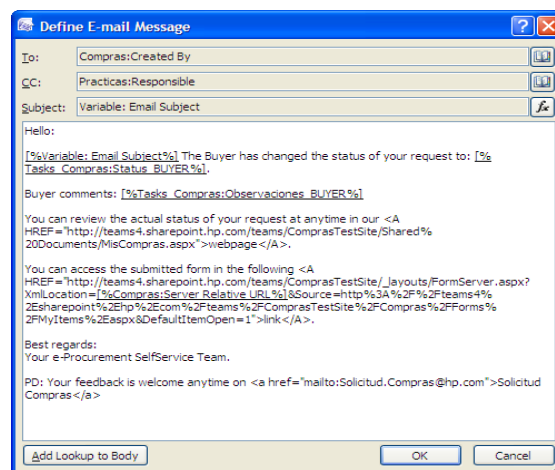 Define E-mail Message
To: Compras:Created By
CC: Practicas:Responsible
Subject: Variable: Email Subject
fx
Hello:
[%Variable: Email Subject%] The Buyer has changed the status of your request to: [%
Tasks_Compras:Status_BUYER%].
Buyer comments: [%Tasks_Compras:Observaciones_BUYER%]
You can review the actual status of your request at anytime in our <A
HREF="http://teams4.sharepoint.hp.com/teams/ComprasTestSite/Shared%
20Documents/MisCompras.aspx">webpage</A>.
You can access the submitted form in the following <A
HREF="http://teams4.sharepoint.hp.com/teams/ComprasTestSite/_layouts/FormServer.aspx?
XmlLocation=[%Compras:Server Relative URL%]&Source=http%3A%2F%2Fteams4%
2Esharepoint%2Ehp%2Ecom%2Fteams%2FComprasTestSite%2FCompras%2FForms%
2FMyItems%2Easpx&DefaultItemOpen=1">link</A>.
Best regards:
Your e-Procurement SelfService Team.
PD: Your feedback is welcome anytime on <a href="mailto:Solicitud.Compras@hp.com">Solicitud
Compras</a>
Add Lookup to Body
OK
Cancel